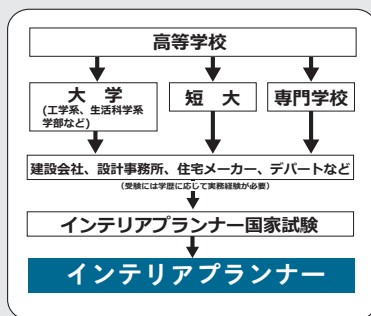 高等学校
大 学
(工学系、生活科学系
学部など)
短 大
専門学校
建設会社、設計事務所、住宅メーカー、デパートなど
(受験には学歴に応じて実務経験が必要)
インテリアプランナー国家試験
インテリアプランナー